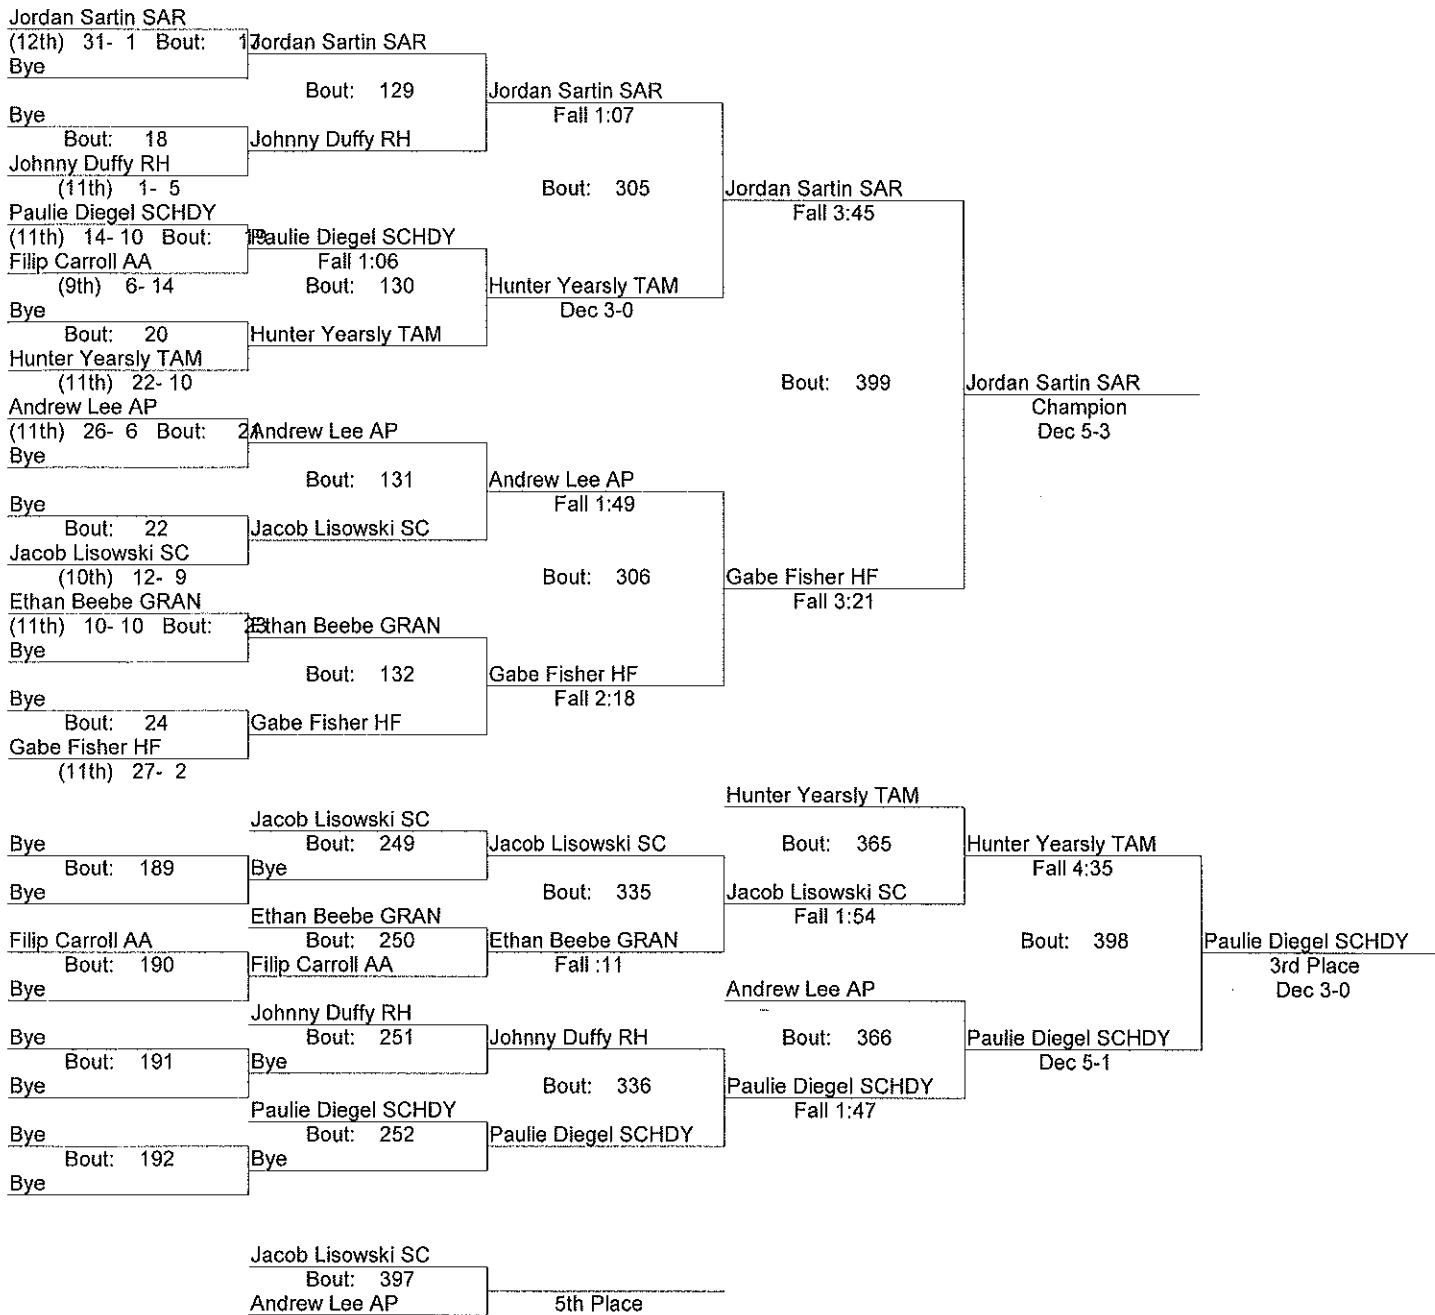 Jordan Sartin SAR
(12th) 31- 1 Bout: 17
Bye
Jordan Sartin SAR
Bout: 129
Bye
Bout: 18
Johnny Duffy RH
Johnny Duffy RH
(11th) 1- 5
Jordan Sartin SAR
Fall 1:07
Bout: 305
Paulie Diegel SCHDY
(11th) 14- 10 Bout: 19
Filip Carroll AA
(9th) 6- 14
Paulie Diegel SCHDY
Fall 1:06
Bout: 130
Bye
Bout: 20
Hunter Yearsly TAM
Hunter Yearsly TAM
(11th) 22- 10
Hunter Yearsly TAM
Dec 3-0
Jordan Sartin SAR
Fall 3:45
Bout: 399
Andrew Lee AP
(11th) 26- 6 Bout: 21
Bye
Andrew Lee AP
Bout: 131
Bye
Bout: 22
Jacob Lisowski SC
Jacob Lisowski SC
(10th) 12- 9
Andrew Lee AP
Fall 1:49
Bout: 306
Ethan Beebe GRAN
(11th) 10- 10 Bout: 23
Bye
Ethan Beebe GRAN
Bout: 132
Bye
Bout: 24
Gabe Fisher HF
Gabe Fisher HF
(11th) 27- 2
Gabe Fisher HF
Fall 2:18
Gabe Fisher HF
Fall 3:21
Jordan Sartin SAR
Champion
Dec 5-3
Bye
Bout: 189
Bye
Jacob Lisowski SC
Bout: 249
Bye
Jacob Lisowski SC
Bout: 335
Filip Carroll AA
Bout: 190
Bye
Ethan Beebe GRAN
Bout: 250
Filip Carroll AA
Ethan Beebe GRAN
Fall :11
Hunter Yearsly TAM
Bout: 365
Jacob Lisowski SC
Fall 1:54
Hunter Yearsly TAM
Fall 4:35
Bout: 398
Bye
Bout: 191
Bye
Johnny Duffy RH
Bout: 251
Bye
Johnny Duffy RH
Bout: 336
Bye
Bout: 192
Bye
Paulie Diegel SCHDY
Bout: 252
Bye
Paulie Diegel SCHDY
Andrew Lee AP
Bout: 366
Paulie Diegel SCHDY
Fall 1:47
Paulie Diegel SCHDY
Dec 5-1
Paulie Diegel SCHDY
3rd Place
Dec 3-0
Jacob Lisowski SC
Bout: 397
Andrew Lee AP
5th Place